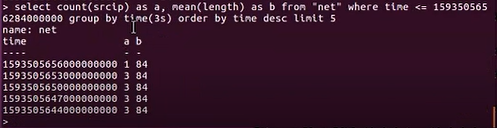 > select count(srcip) as a, mean(length) as b from "net" where time <= 159350565
6284000000 group by time(3s) order by time desc limit 5
name: net
time a b
---- - -
1593505656000000000 1 84
1593505653000000000 3 84
1593505650000000000 3 84
1593505647000000000 3 84
1593505644000000000 3 84
>